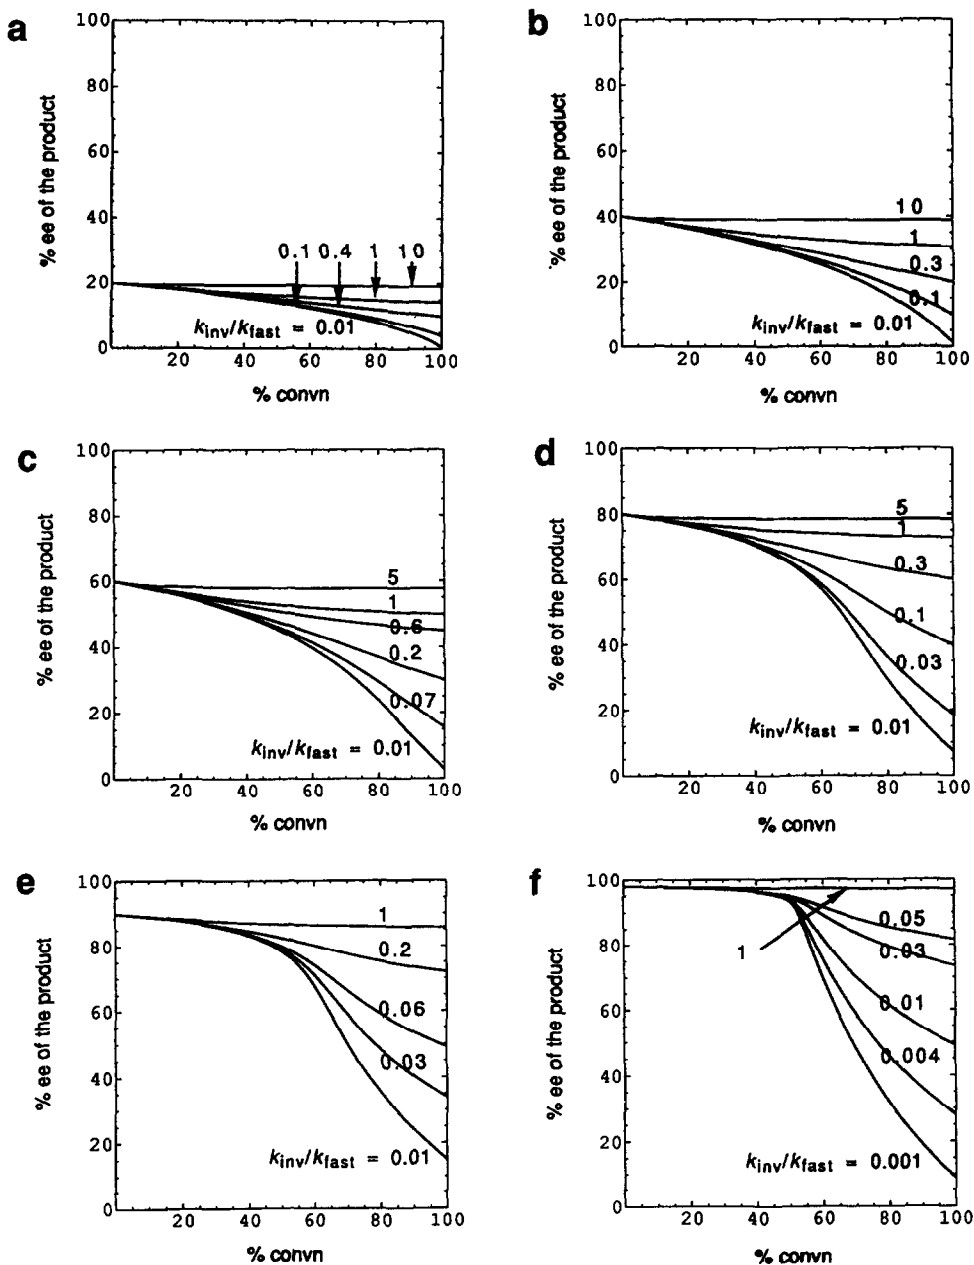 a
100
80
60
40
20
0
% ee of the product
0.1 0.4 1 10
kinv/kfast = 0.01
20 40 60 80 100
% convn
b
100
80
60
40
20
0
% ee of the product
10
1
0.3
0.1
kinv/kfast = 0.01
20 40 60 80 100
% convn
c
100
80
60
40
20
0
% ee of the product
5
1
0.6
0.2
0.07
kinv/kfast = 0.01
20 40 60 80 100
% convn
d
100
80
60
40
20
0
% ee of the product
5
1
0.3
0.1
0.03
kinv/kfast = 0.01
20 40 60 80 100
% convn
e
100
80
60
40
20
0
% ee of the product
1
0.2
0.06
0.03
kinv/kfast = 0.01
20 40 60 80 100
% convn
f
100
80
60
40
20
0
% ee of the product
0.05
0.03
1
0.01
0.004
kinv/kfast = 0.001
20 40 60 80 100
% convn